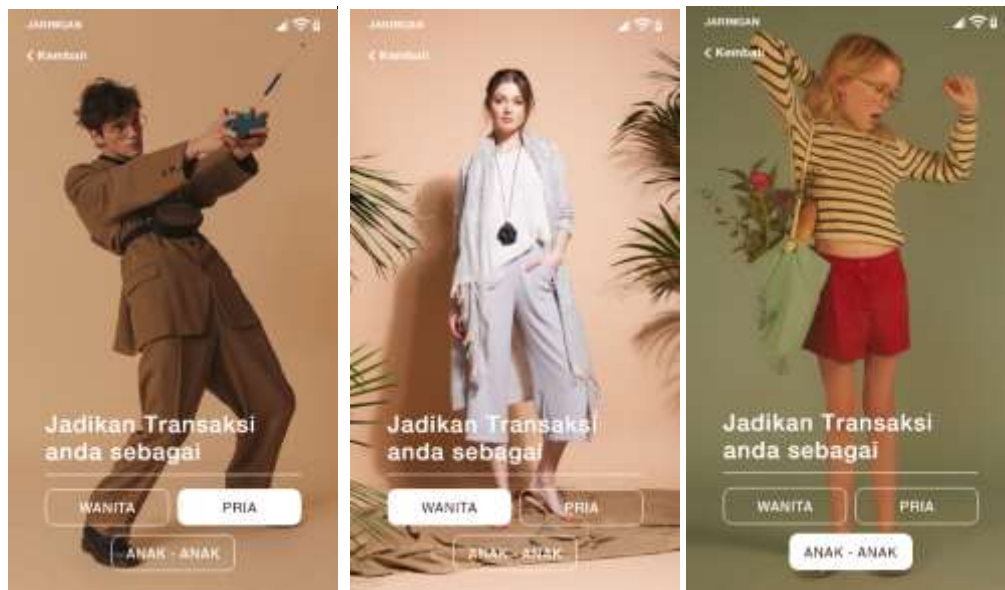 JARINGAN
< Kembali
Jadikan Transaksi
anda sebagai
WANITA
PRIA
ANAK - ANAK
JARINGAN
< Kembali
Jadikan Transaksi
anda sebagai
WANITA
PRIA
ANAK - ANAK
JARINGAN
< Kembali
Jadikan Transaksi
anda sebagai
WANITA
PRIA
ANAK - ANAK